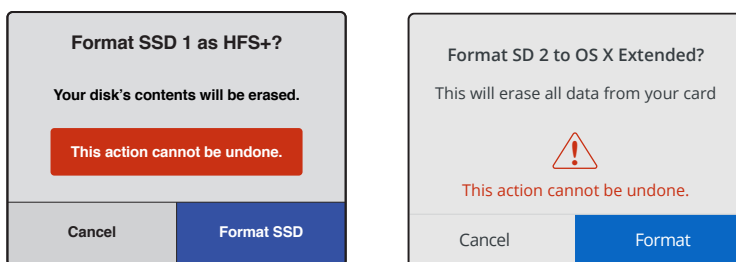 Format SSD 1 as HFS+?
Your disk's contents will be erased.
This action cannot be undone.
Cancel
Format SSD
Format SD 2 to OS X Extended?
This will erase all data from your card
This action cannot be undone.
Cancel
Format